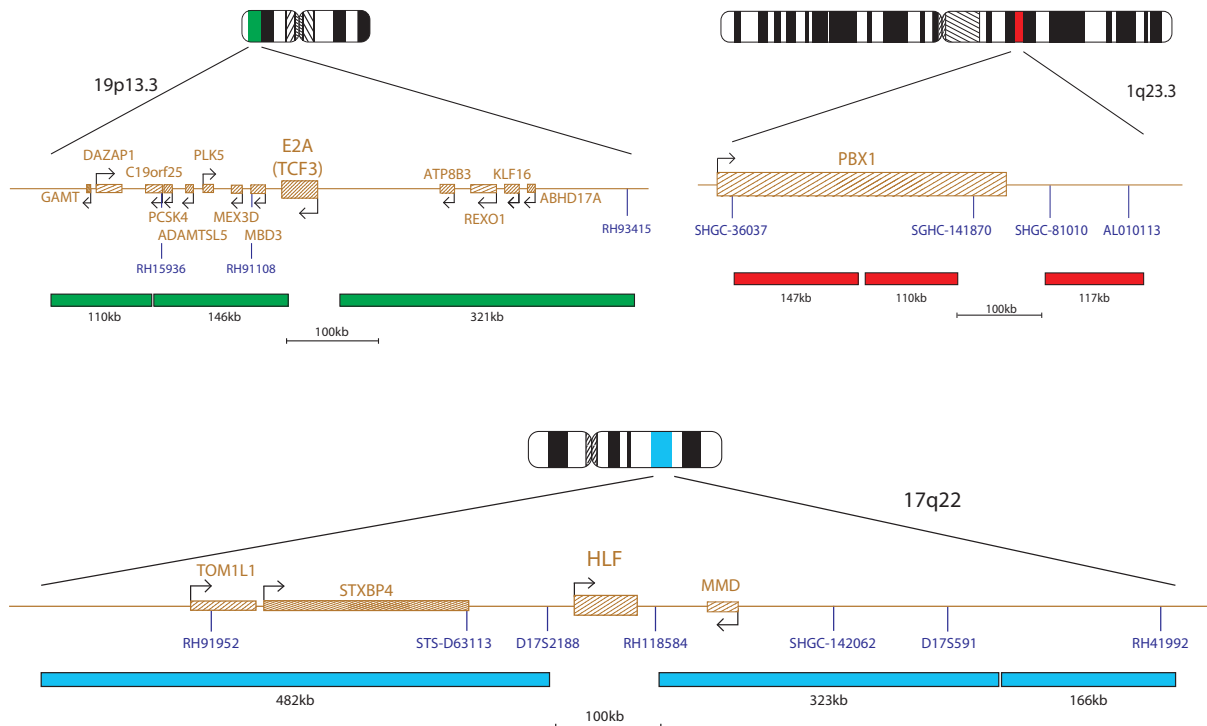 19p13.3
E2A
(TCF3)
DAZAP1
PLK5
C19orf25
ATP8B3
KLF16
GAMT
PCSK4
MEX3D
REXO1
ABHD17A
ADAMTSL5
MBD3
RH93415
RH15936
RH91108
110kb
146kb
321kb
100kb
1q23.3
PBX1
SHGC-36037
SGHC-141870
SHGC-81010
AL010113
147kb
110kb
100kb
117kb
17q22
HLF
TOM1L1
STXBP4
MMD
RH91952
STS-D63113
D17S2188
RH118584
SHGC-142062
D17S591
RH41992
482kb
323kb
166kb
100kb